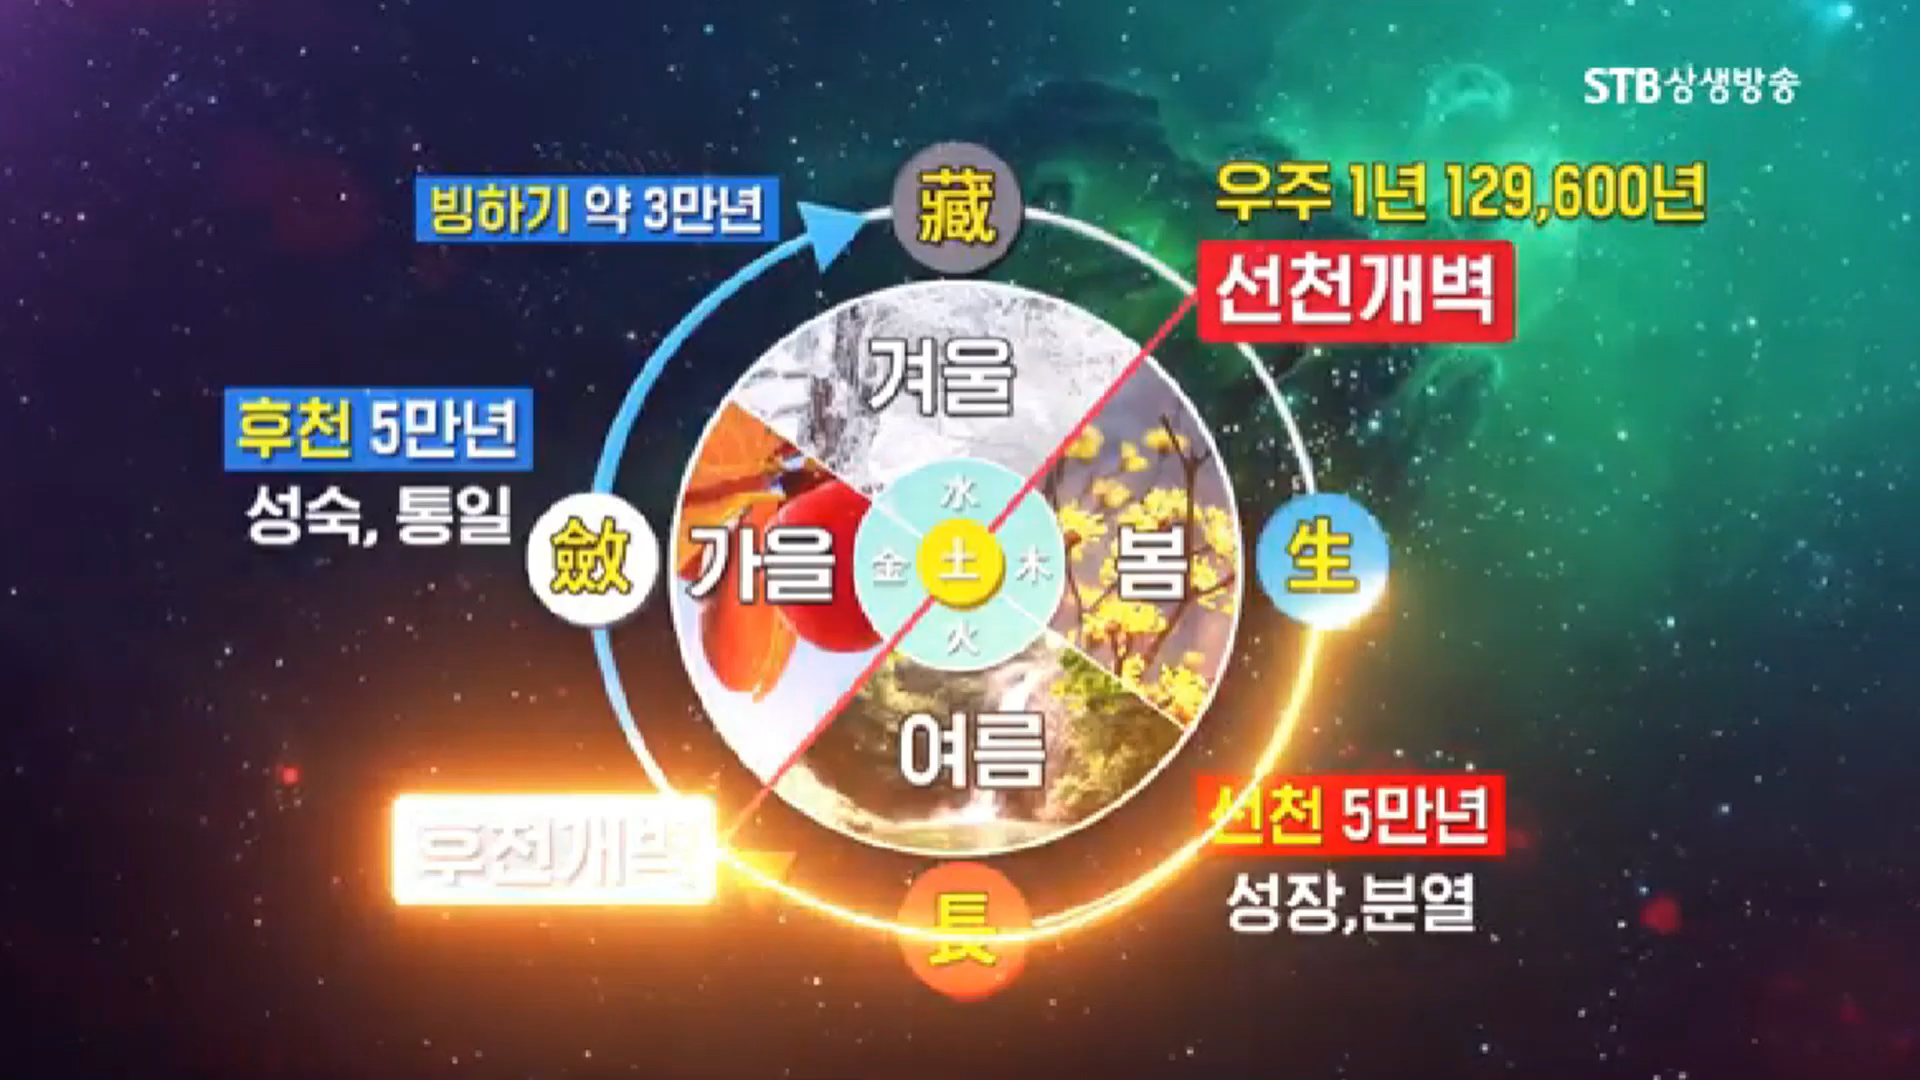 STB상생방송
우주 1년 129,600년
선천개벽
빙하기 약 3만년
藏
겨울
후천 5만년
성숙, 통일
斂
가을
水
金
土
木
火
봄
生
여름
후천개벽
長
선천 5만년
성장,분열